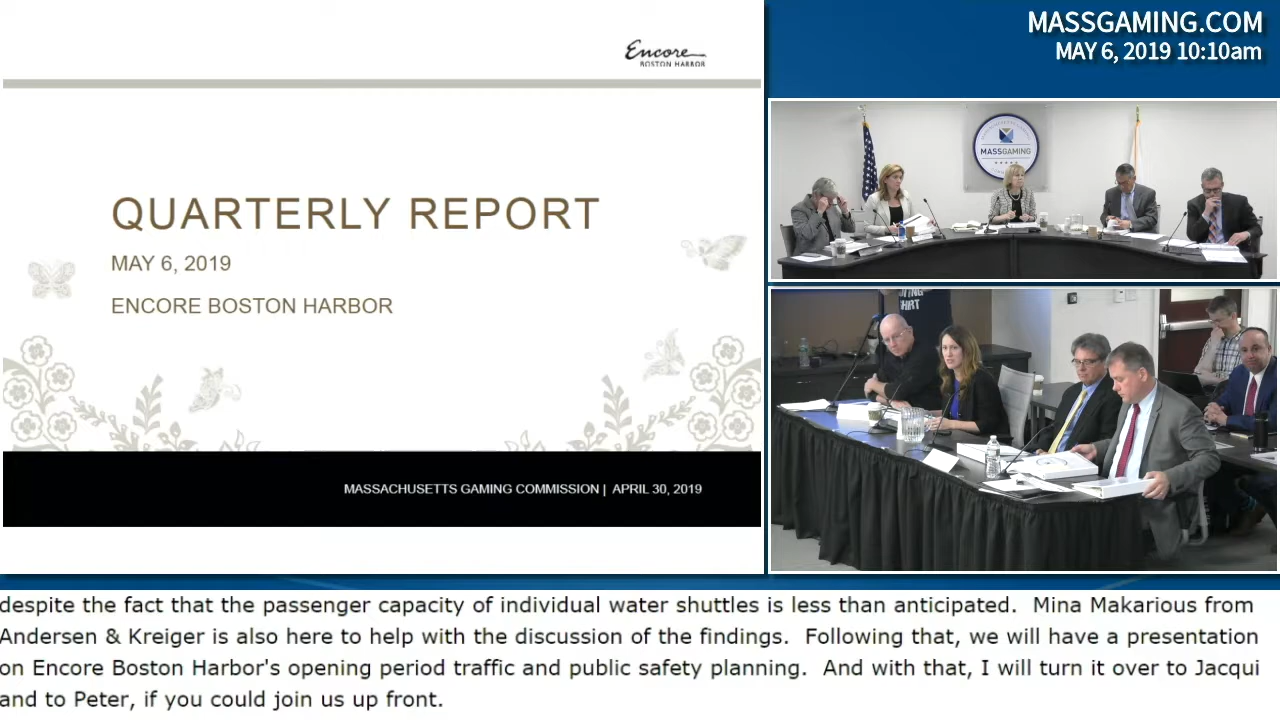 Encore
BOSTON HARBOR
QUARTERLY REPORT
MAY 6, 2019
ENCORE BOSTON HARBOR
MASSACHUSETTS GAMING COMMISSION | APRIL 30, 2019
MASSGAMING.COM
MAY 6, 2019 10:10am
MASSGAMING
despite the fact that the passenger capacity of individual water shuttles is less than anticipated. Mina Makarious from
Andersen & Kreiger is also here to help with the discussion of the findings. Following that, we will have a presentation
on Encore Boston Harbor's opening period traffic and public safety planning. And with that, I will turn it over to Jacqui
and to Peter, if you could join us up front.